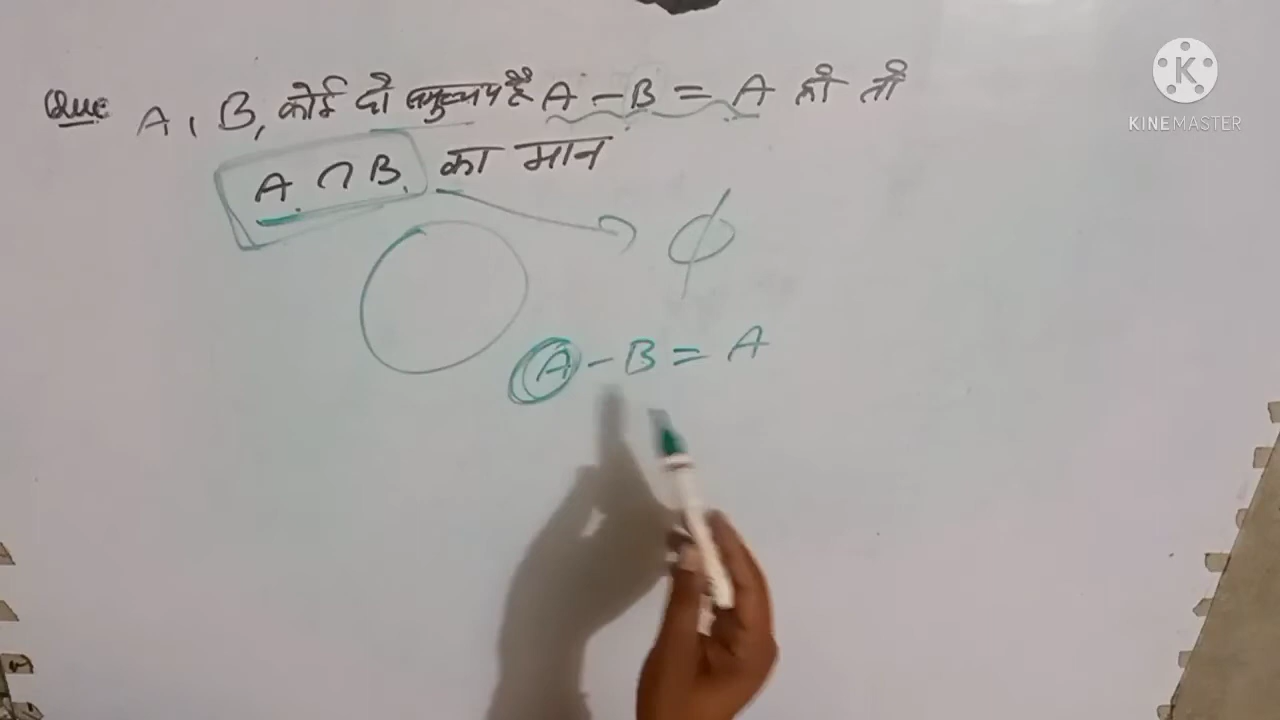 Que A, B, कोई दो समुच्चय है A - B = A हो तो
A ∩ B का मान
ϕ
A - B = A
K
KINEMASTER